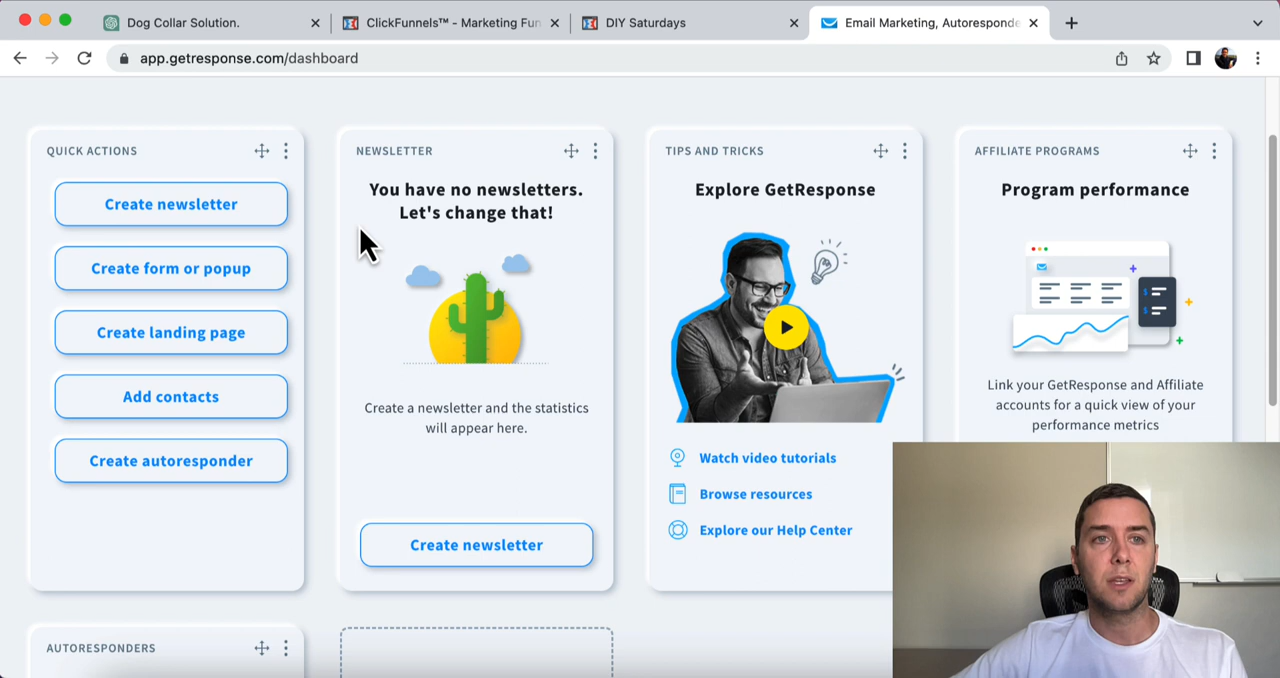 Dog Collar Solution.
ClickFunnels™ - Marketing Fun
DIY Saturdays
Email Marketing, Autoresponde
app.getresponse.com/dashboard
QUICK ACTIONS
Create newsletter
Create form or popup
Create landing page
Add contacts
Create autoresponder
NEWSLETTER
You have no newsletters.
Let's change that!
Create a newsletter and the statistics
will appear here.
Create newsletter
TIPS AND TRICKS
Explore GetResponse
Watch video tutorials
Browse resources
Explore our Help Center
AFFILIATE PROGRAMS
Program performance
Link your GetResponse and Affiliate
accounts for a quick view of your
performance metrics
AUTORESPONDERS